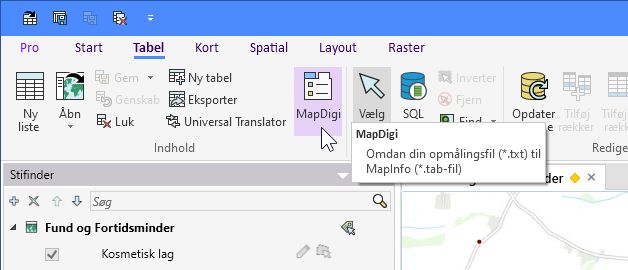 Pro Start Tabel Kort Spatial Layout Raster
Ny liste
Åbn
Gem
Genskab
Luk
Ny tabel
Eksporter
Universal Translator
Indhold
MapDigi
Vælg
SQL
Inverter
Fjern
Find
Opdater
Tilføj rækker
Tilføj rækker
Redige
MapDigi
Omdan din opmålingsfil (*.txt) til
MapInfo (*.tab-fil)
Stifinder
Søg
Fund og Fortidsminder
Kosmetisk lag